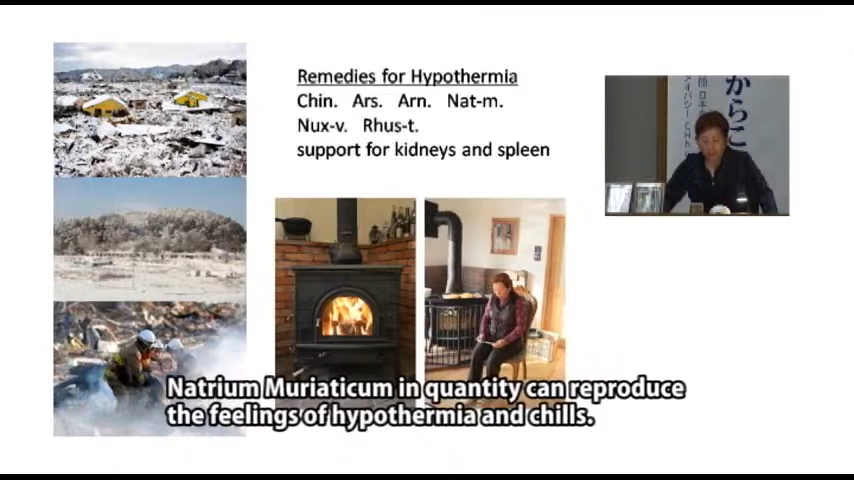 Remedies for Hypothermia
Chin. Ars. Arn. Nat-m.
Nux-v. Rhus-t.
support for kidneys and spleen
からこ
Natrium Muriaticum in quantity can reproduce
the feelings of hypothermia and chills.